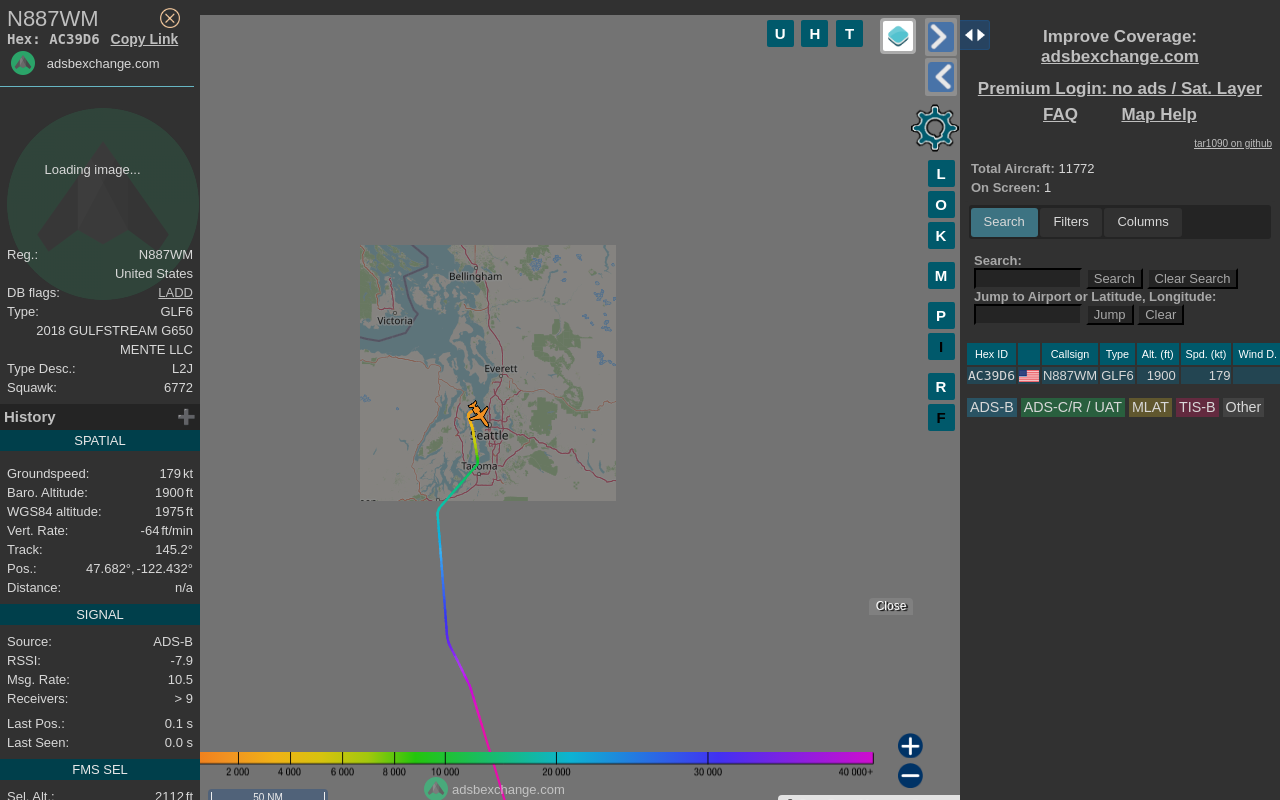 N887WM
Hex: AC39D6 Copy Link
adsbexchange.com
Loading image...
Reg.: N887WM
United States
DB flags: LADD
Type: GLF6
2018 GULFSTREAM G650
MENTE LLC
Type Desc.: L2J
Squawk: 6772
History
SPATIAL
Groundspeed: 179 kt
Baro. Altitude: 1900 ft
WGS84 altitude: 1975 ft
Vert. Rate: -64 ft/min
Track: 145.2°
Pos.: 47.682°, -122.432°
Distance: n/a
SIGNAL
Source: ADS-B
RSSI: -7.9
Msg. Rate: 10.5
Receivers: > 9
Last Pos.: 0.1 s
Last Seen: 0.0 s
FMS SEL
Sel. Alt.: 2112 ft
U H T
L
O
K
M
P
I
R
F
Bellingham
Victoria
Everett
Seattle
Tacoma
Close
2 000 4 000 6 000 8 000 10 000 20 000 30 000 40 000+
adsbexchange.com
50 NM
Improve Coverage:
adsbexchange.com
Premium Login: no ads / Sat. Layer
FAQ Map Help
tar1090 on github
Total Aircraft: 11772
On Screen: 1
Search Filters Columns
Search:
Search Clear Search
Jump to Airport or Latitude, Longitude:
Jump Clear
Hex ID Callsign Type Alt. (ft) Spd. (kt) Wind D.
AC39D6 N887WM GLF6 1900 179
ADS-B ADS-C/R / UAT MLAT TIS-B Other